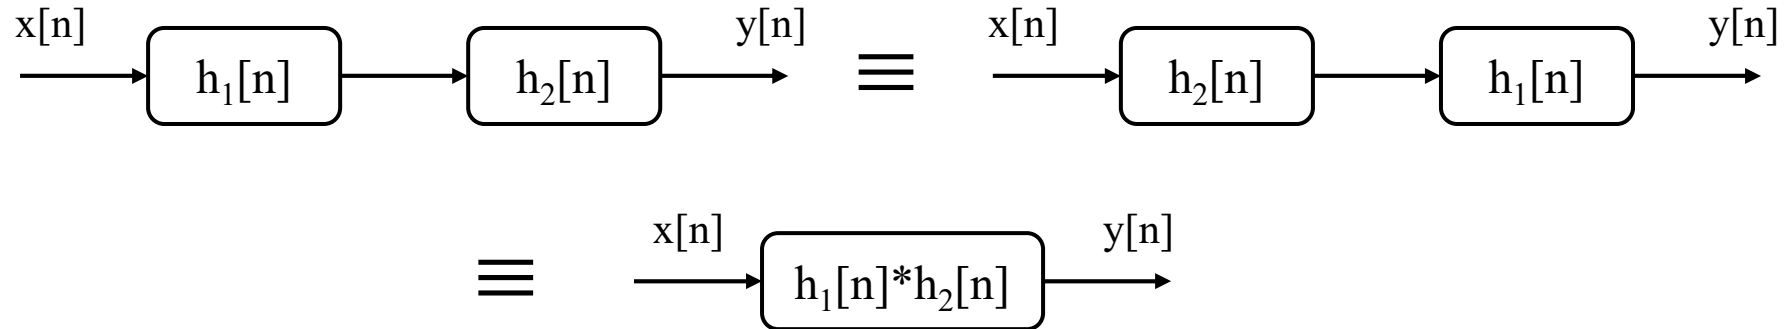 x[n] y[n] x[n] y[n]
h₁[n] h₂[n] ≡ h₂[n] h₁[n]
x[n] y[n]
≡ h₁[n]*h₂[n]